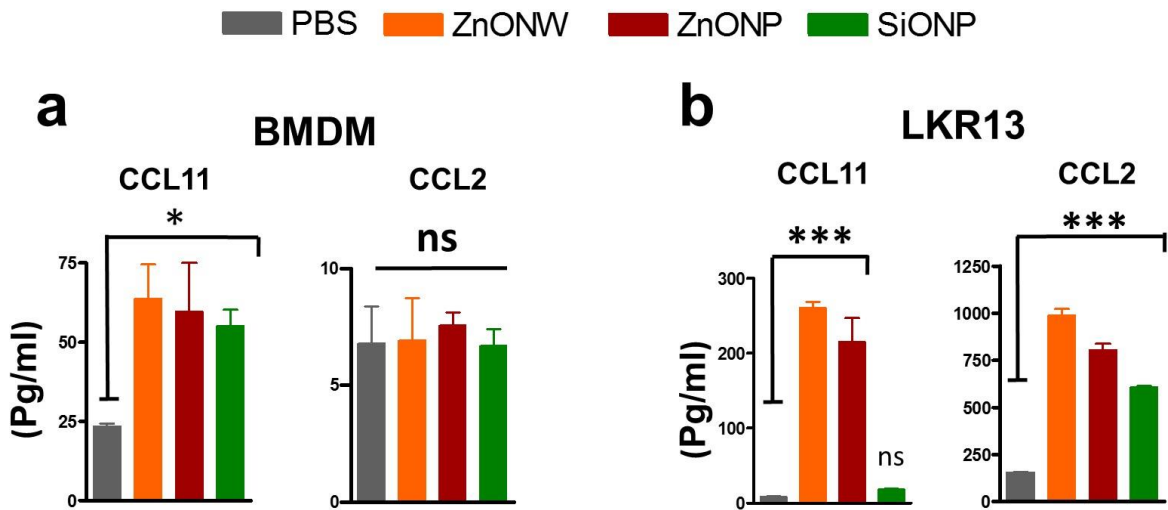 PBS ZnONW ZnONP SiONP
a
BMDM
b
LKR13
CCL11
*
CCL2
ns
CCL11
***
CCL2
***
(Pg/ml)
75
50
25
0
10
5
0
(Pg/ml)
300
200
100
0
ns
1250
1000
750
500
250
0